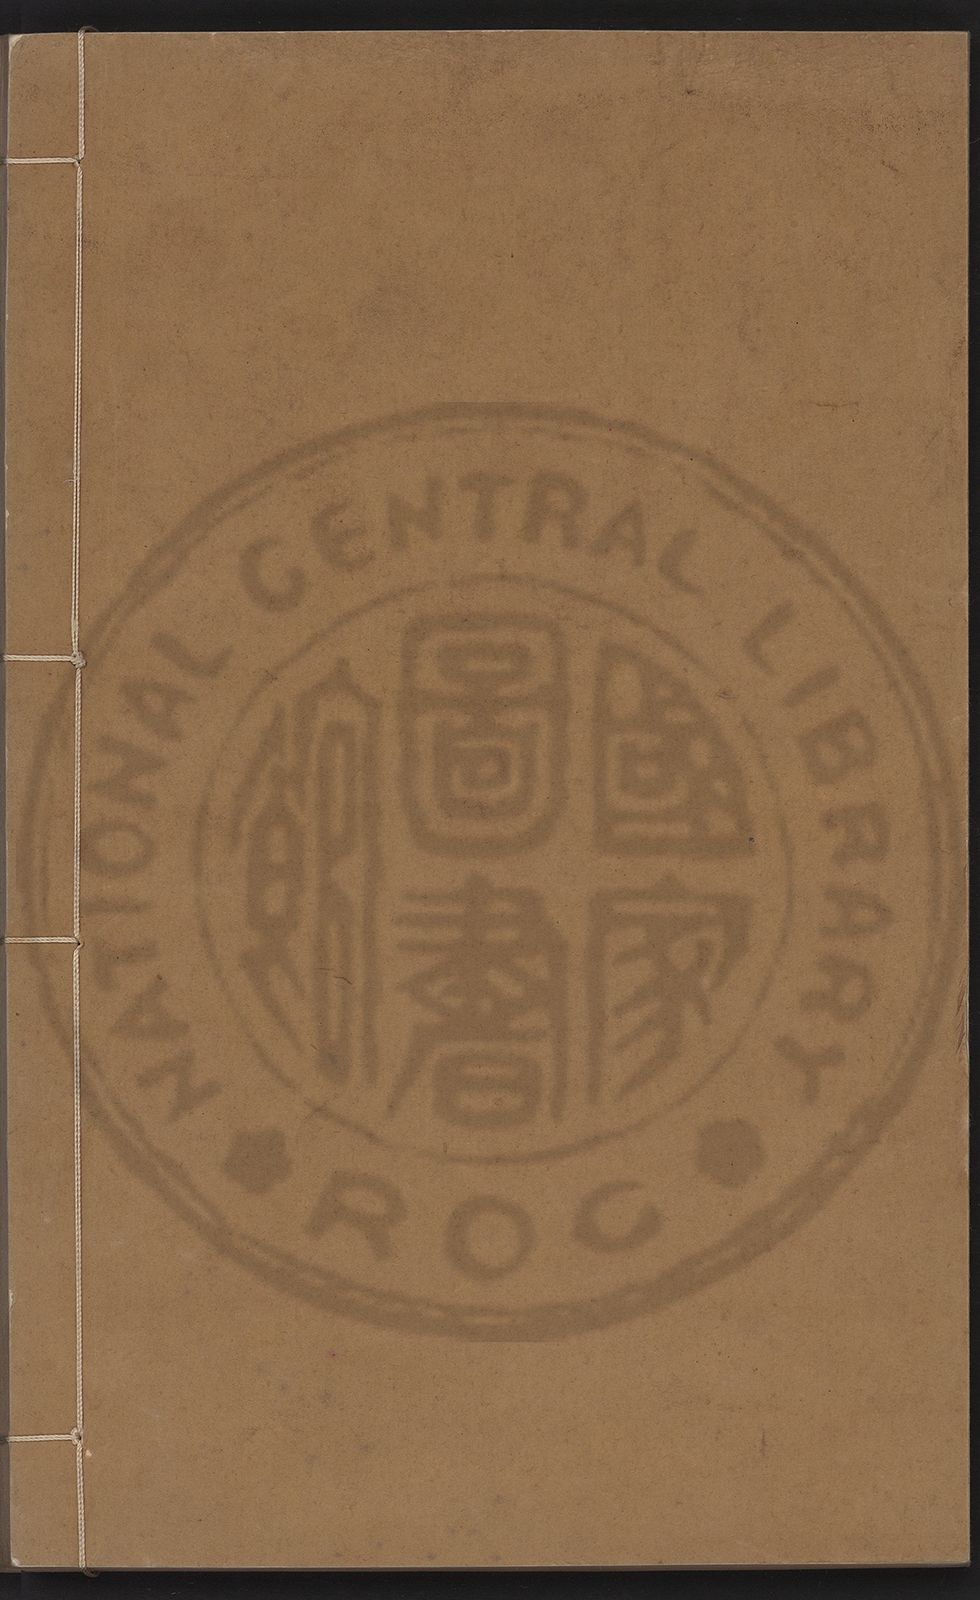 NATIONAL CENTRAL LIBRARY
國家
圖書
館
ROC